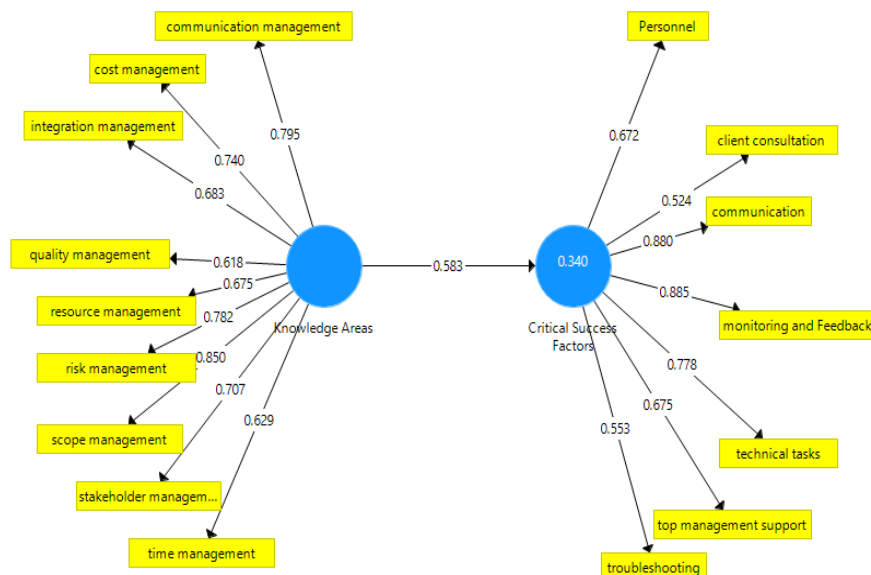 communication management
Personnel
cost management
integration management
0.795
0.740
0.683
0.672
client consultation
0.524
communication
0.880
quality management
0.618
0.675
resource management
0.782
risk management
0.850
0.707
scope management
0.629
stakeholder managem...
time management
Knowledge Areas
0.583
0.340
Critical Success
Factors
0.885
monitoring and Feedback
0.778
0.675
0.553
technical tasks
top management support
troubleshooting